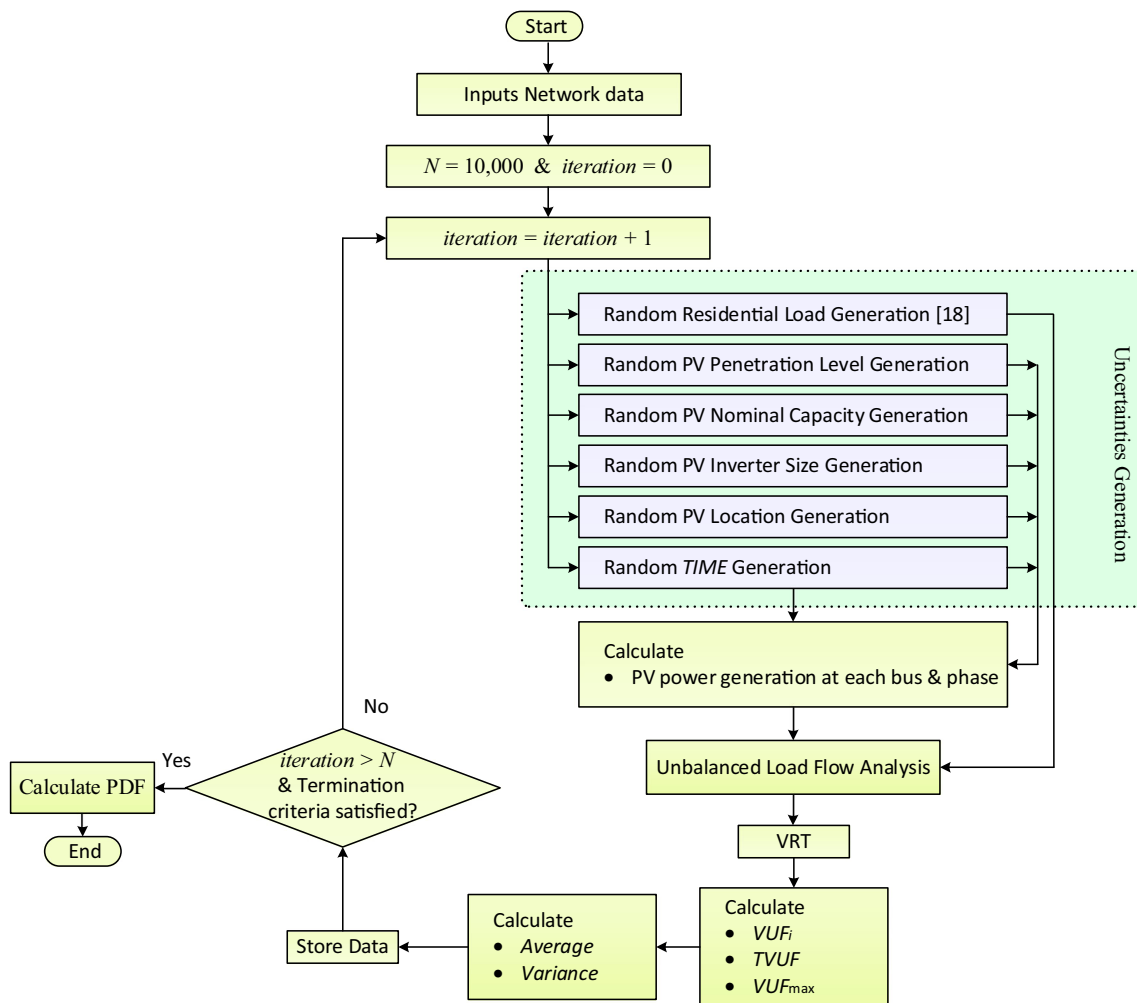 Start
Inputs Network data
N = 10,000 & iteration = 0
iteration = iteration + 1
Random Residential Load Generation [18]
Random PV Penetration Level Generation
Random PV Nominal Capacity Generation
Random PV Inverter Size Generation
Random PV Location Generation
Random TIME Generation
Uncertainties Generation
Calculate
• PV power generation at each bus & phase
Unbalanced Load Flow Analysis
VRT
Calculate
• VUFi
• TVUF
• VUFmax
Calculate
• Average
• Variance
Store Data
iteration > N
& Termination
criteria satisfied?
No
Yes
Calculate PDF
End